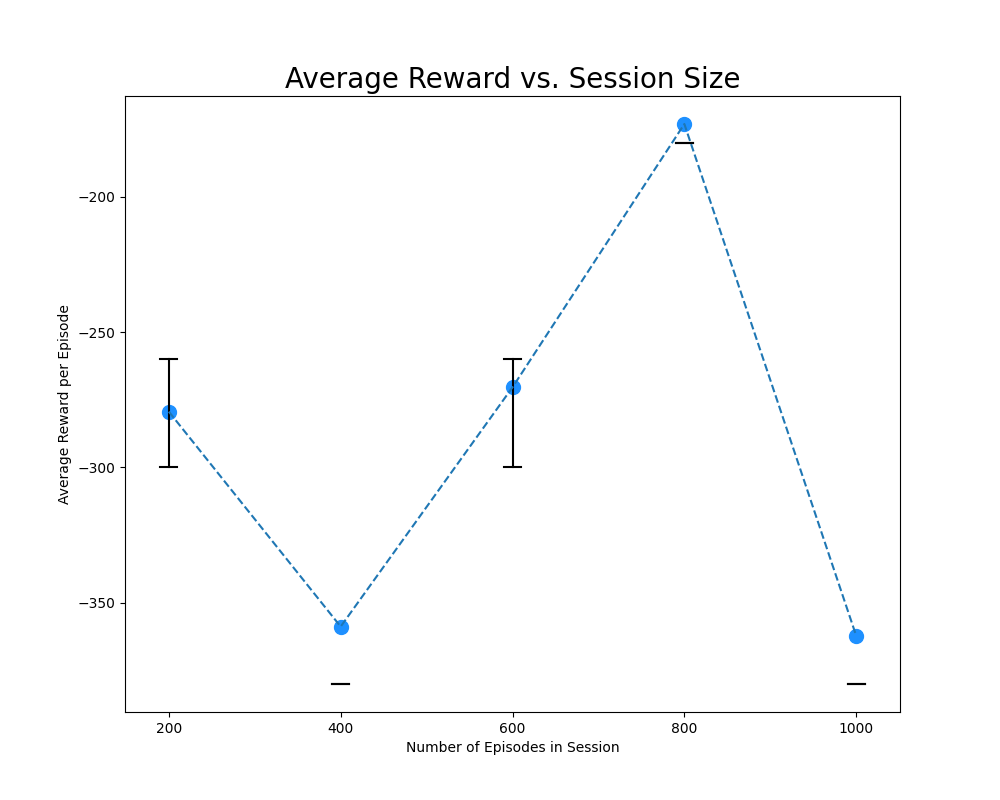 Average Reward vs. Session Size
Average Reward per Episode
−200
−250
−300
−350
200 400 600 800 1000
Number of Episodes in Session